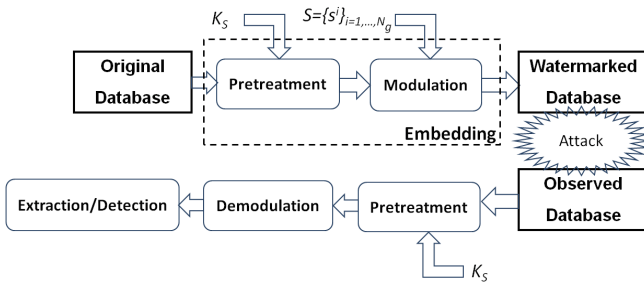 K_S
S={s^i}_{i=1,...,N_g}
Original
Database
Pretreatment
Modulation
Watermarked
Database
Embedding
Attack
Extraction/Detection
Demodulation
Pretreatment
Observed
Database
K_S